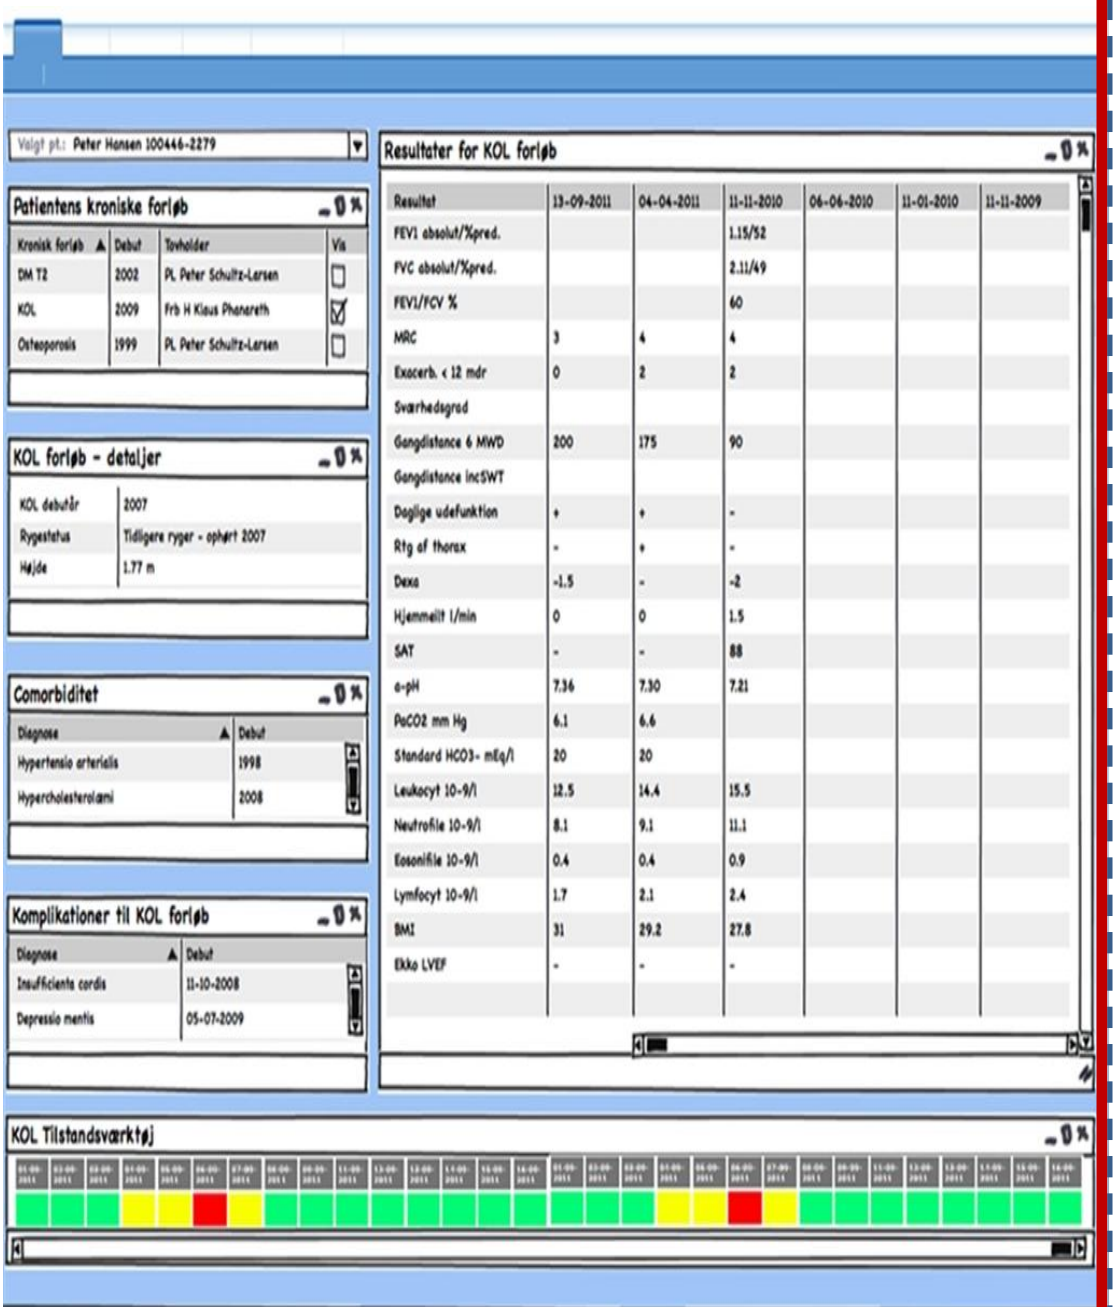 Valgt pt.: Peter Hansen 100446-2279
Patientens kroniske forløb
Kronisk forløb Debut Tovholder Vis
DM T2 2002 PL Peter Schultz-Larsen
KOL 2009 Frb H Klaus Phanareth
Osteoporosis 1999 PL Peter Schultz-Larsen
KOL forløb - detaljer
KOL debutår 2007
Rygestatus Tidligere ryger - ophørt 2007
Højde 1.77 m
Comorbiditet
Diagnose Debut
Hypertensio arterialis 1998
Hypercholesterolæmi 2008
Komplikationer til KOL forløb
Diagnose Debut
Insufficients cordis 11-10-2008
Depressio mentis 05-07-2009
Resultater for KOL forløb
Resultat 13-09-2011 04-04-2011 11-11-2010 06-06-2010 11-01-2010 11-11-2009
FEV1 absolut/%pred. 1.15/52
FVC absolut/%pred. 2.11/49
FEV1/FCV % 60
MRC 3 4 4
Exacerb. < 12 mdr 0 2 2
Sværhedsgrad
Gangdistance 6 MWD 200 175 90
Gangdistance incSWT
Daglige udefunktion + + -
Rtg af thorax - + -
Dexa -1.5 - -2
Hjemmeilt l/min 0 0 1.5
SAT - - 88
a-pH 7.36 7.30 7.21
PaCO2 mm Hg 6.1 6.6
Standard HCO3- mEq/l 20 20
Leukocyt 10-9/l 12.5 14.4 15.5
Neutrofile 10-9/l 8.1 9.1 11.1
Eosonifile 10-9/l 0.4 0.4 0.9
Lymfocyt 10-9/l 1.7 2.1 2.4
BMI 31 29.2 27.8
Ekko LVEF - - -
KOL Tilstandsværktøj